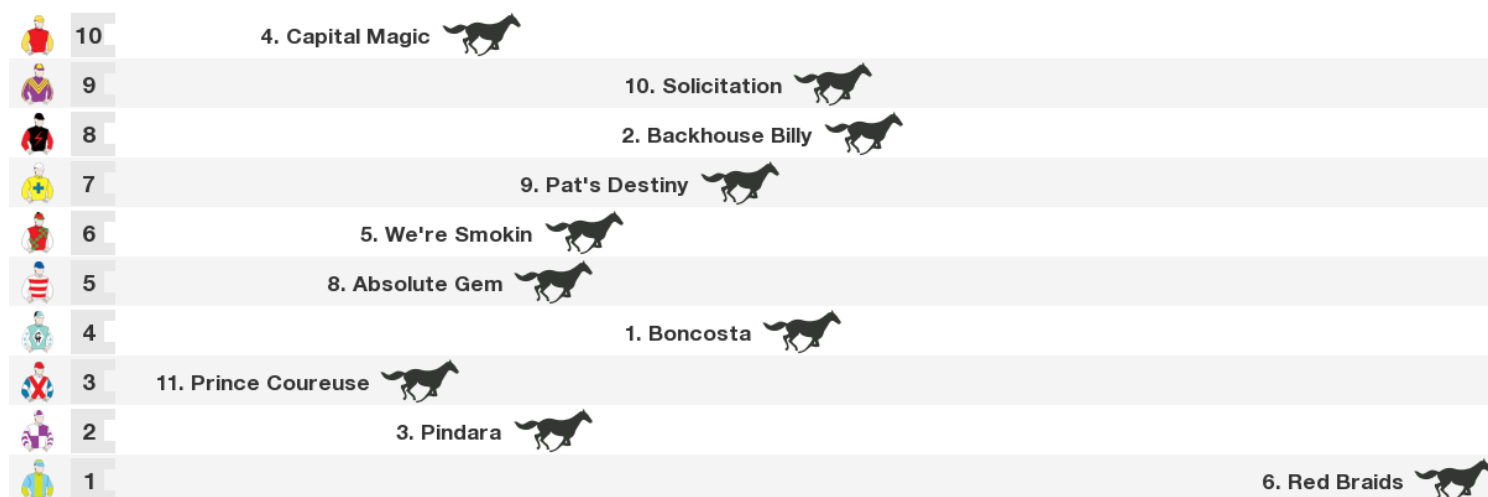 10 4. Capital Magic
9 10. Solicitation
8 2. Backhouse Billy
7 9. Pat's Destiny
6 5. We're Smokin
5 8. Absolute Gem
4 1. Boncosta
3 11. Prince Coureuse
2 3. Pindara
1 6. Red Braids